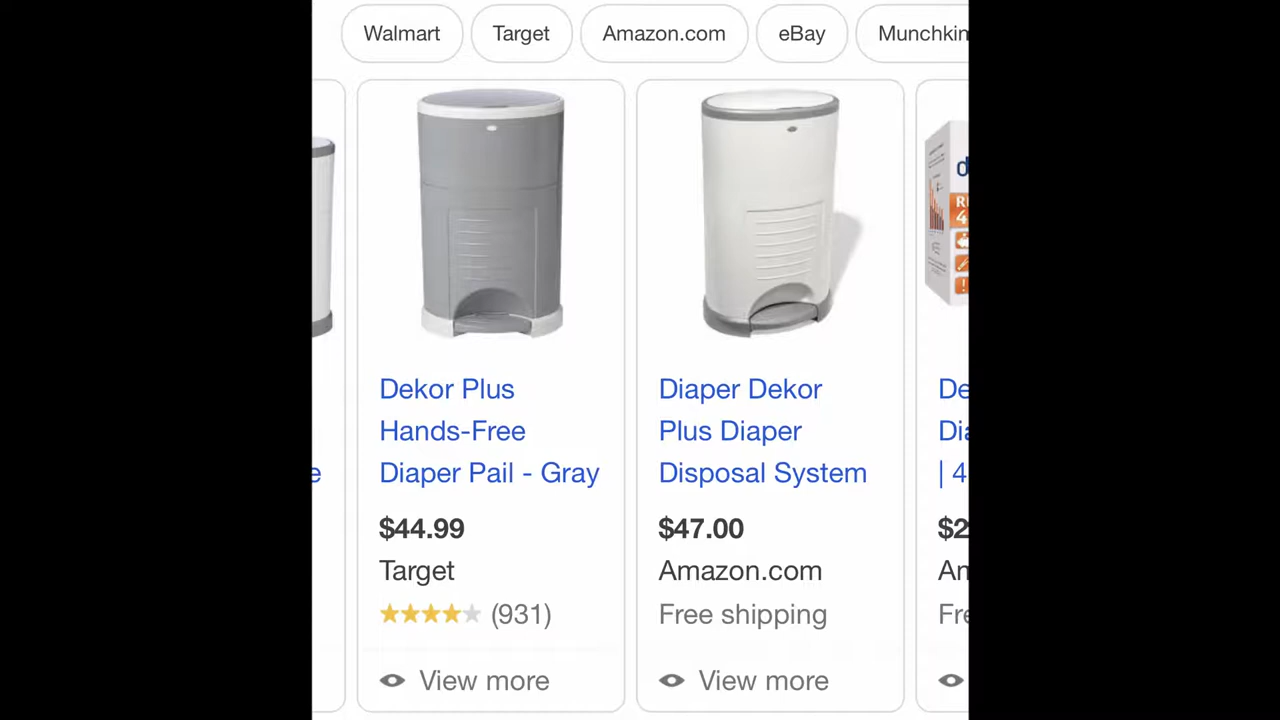 Walmart
Target
Amazon.com
eBay
Munchkin
Dekor Plus
Hands-Free
Diaper Pail - Gray
$44.99
Target
(931)
View more
Diaper Dekor
Plus Diaper
Disposal System
$47.00
Amazon.com
Free shipping
View more